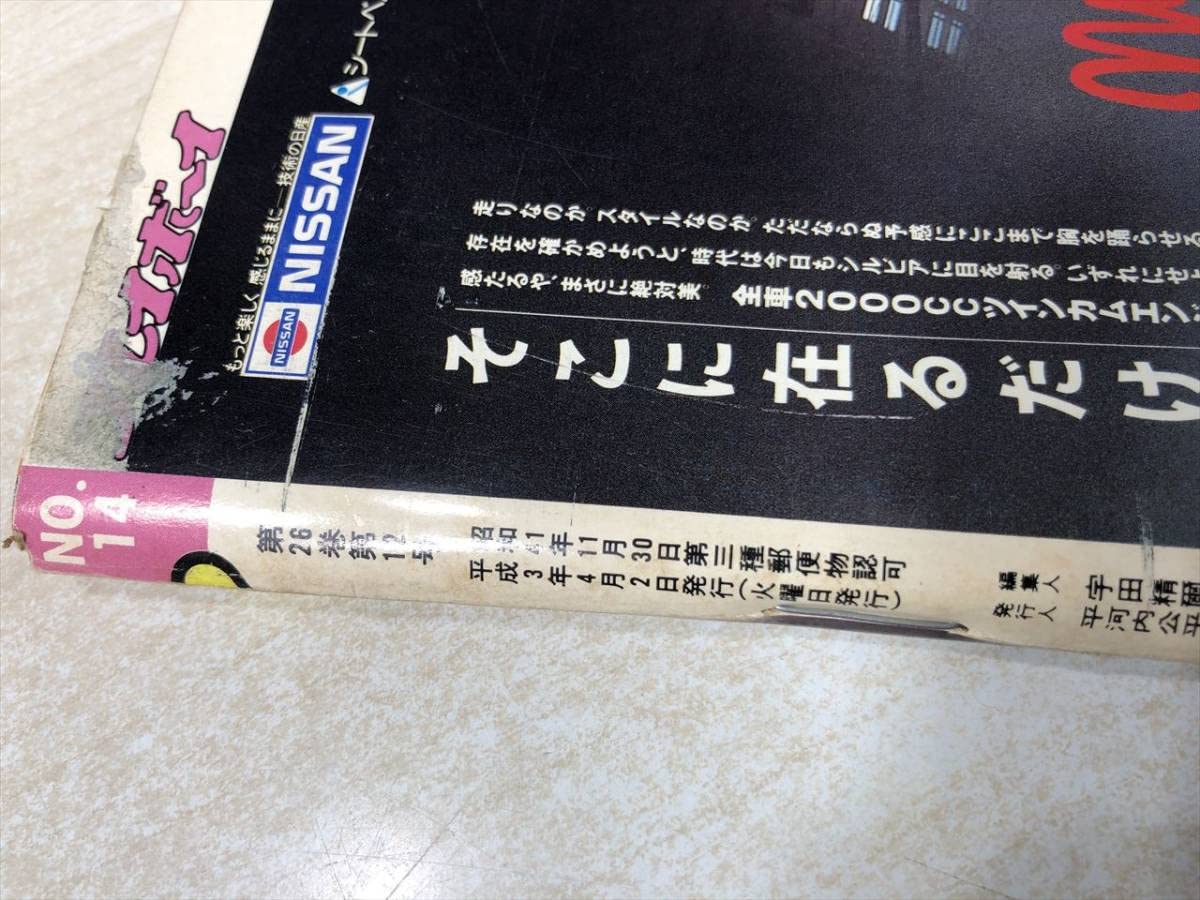 もっと楽しく 感じるままに──技術の日産
NISSAN
NISSAN
走りなのか。スタイルなのか。ただならぬ予感にここまで胸を踊らせる
存在を確かめようと、時代は今日もシルビアに目を射る。いずれにせ
感たるや、まさに絶対実。 全車2000CCツインカムエンジ
そこに在るだけ
NO.
14
第26巻第12号
昭和41年11月30日第三種郵便物認可
平成3年4月2日発行(火曜日発行)
編集人 宇田精爾
発行人 平河内公平